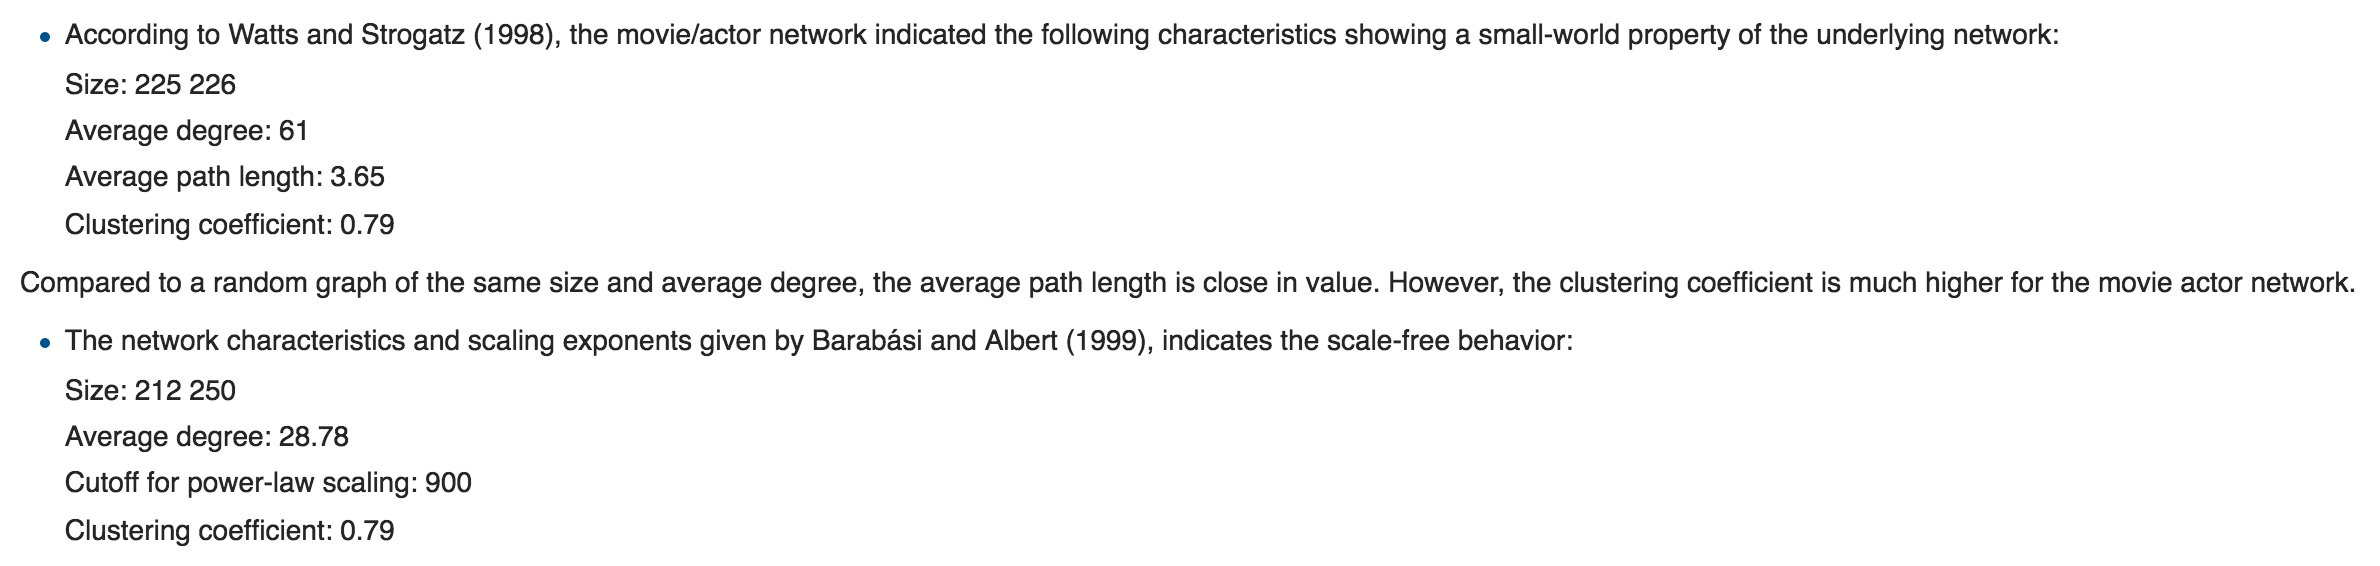 • According to Watts and Strogatz (1998), the movie/actor network indicated the following characteristics showing a small-world property of the underlying network:
Size: 225 226
Average degree: 61
Average path length: 3.65
Clustering coefficient: 0.79
Compared to a random graph of the same size and average degree, the average path length is close in value. However, the clustering coefficient is much higher for the movie actor network.
• The network characteristics and scaling exponents given by Barabási and Albert (1999), indicates the scale-free behavior:
Size: 212 250
Average degree: 28.78
Cutoff for power-law scaling: 900
Clustering coefficient: 0.79